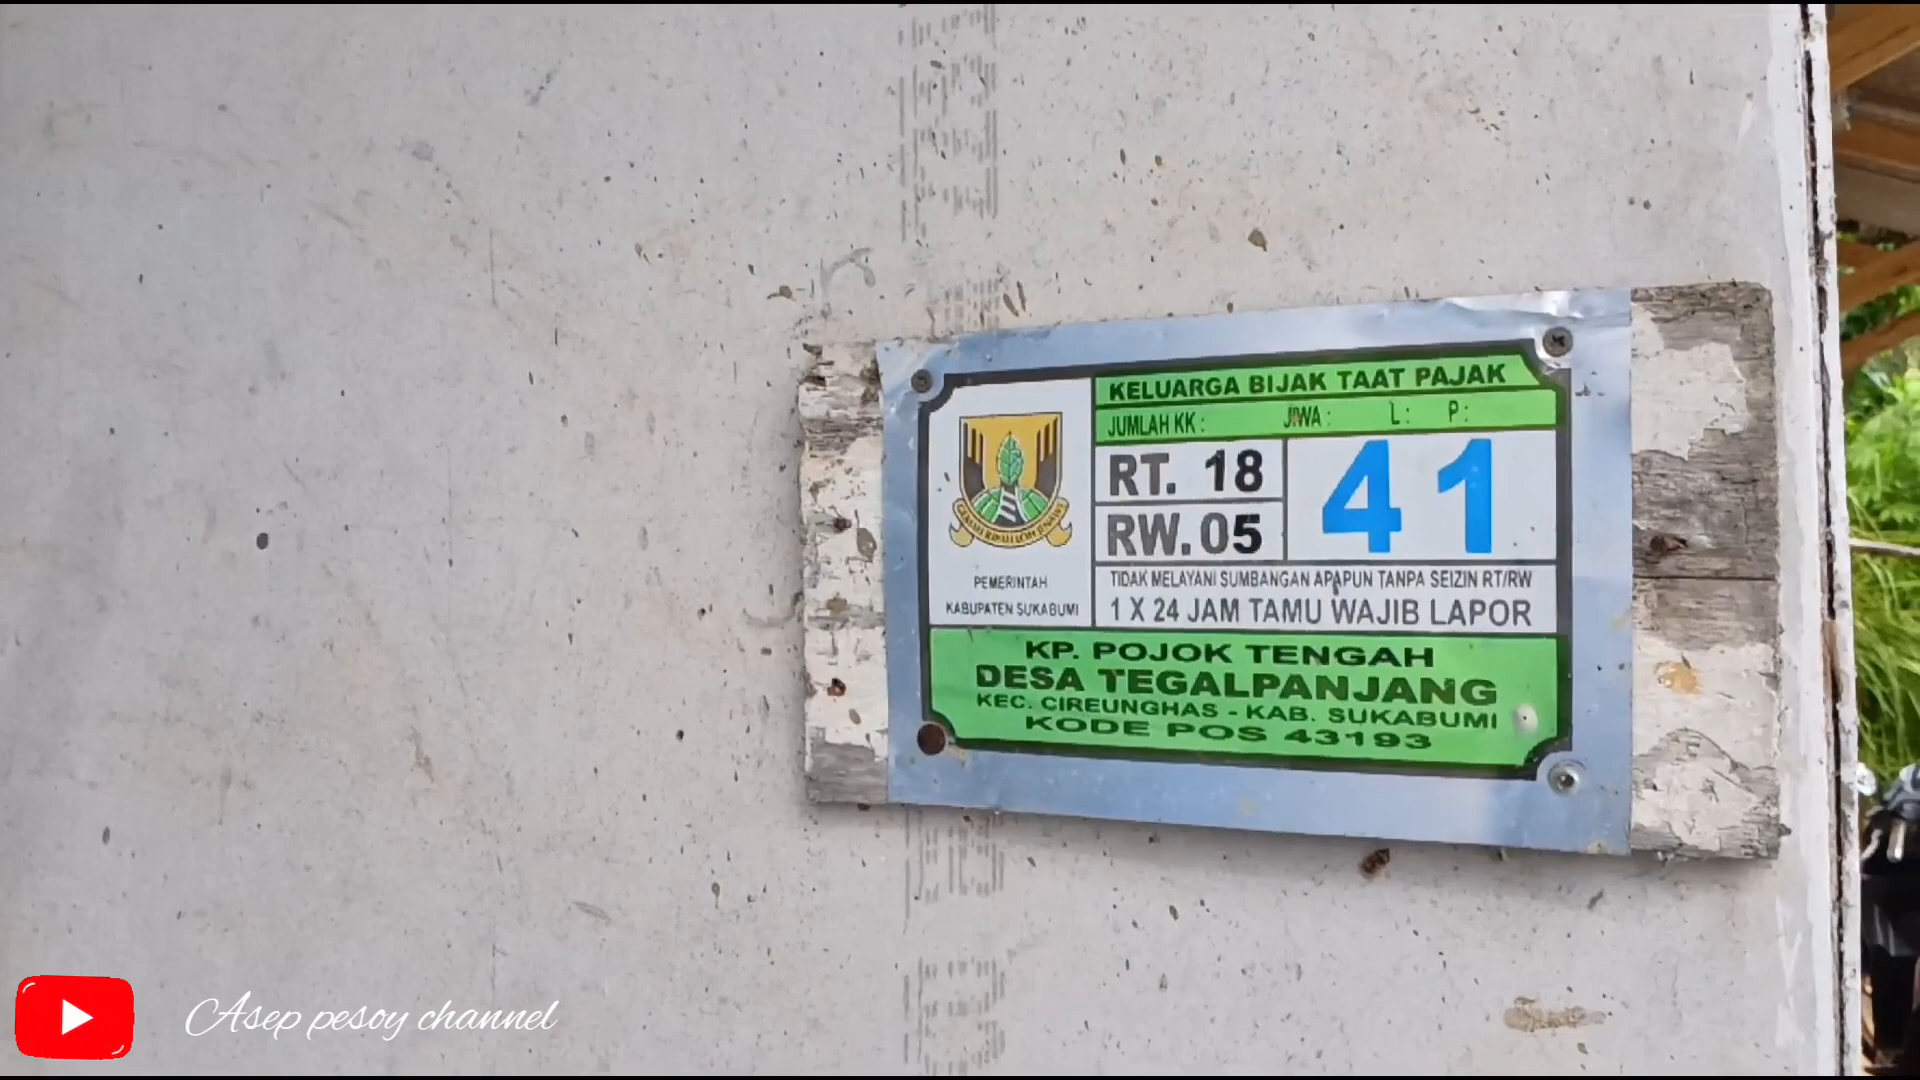 KELUARGA BIJAK TAAT PAJAK
JUMLAH KK : JIWA : L : P :
RT. 18
RW. 05
41
PEMERINTAH
KABUPATEN SUKABUMI
TIDAK MELAYANI SUMBANGAN APAPUN TANPA SEIZIN RT/RW
1 X 24 JAM TAMU WAJIB LAPOR
KP. POJOK TENGAH
DESA TEGALPANJANG
KEC. CIREUNGHAS - KAB. SUKABUMI
KODE POS 43193
Asep pesoy channel